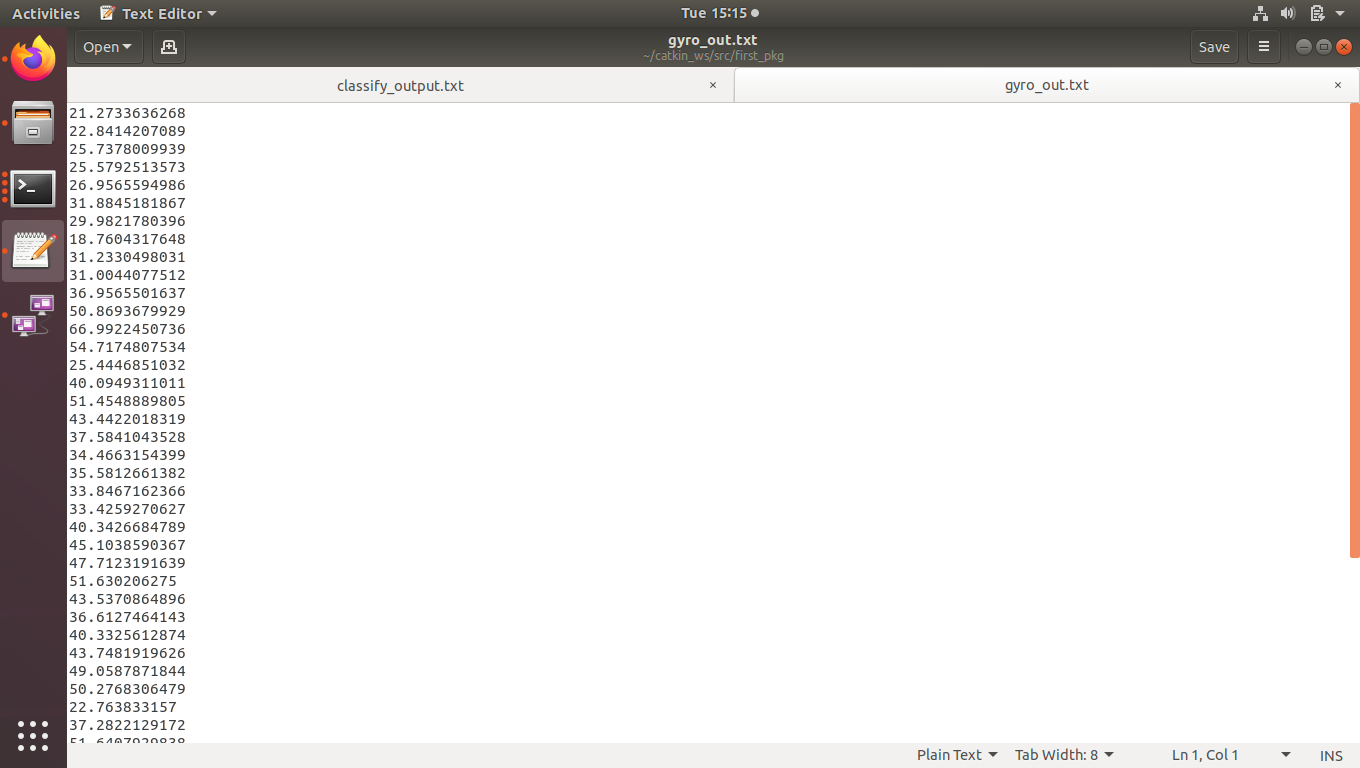 Activities
Text Editor
Tue 15:15
Open
gyro_out.txt
~/catkin_ws/src/first_pkg
Save
classify_output.txt
gyro_out.txt
21.2733636268
22.8414207089
25.7378009939
25.5792513573
26.9565594986
31.8845181867
29.9821780396
18.7604317648
31.2330498031
31.0044077512
36.9565501637
50.8693679929
66.9922450736
54.7174807534
25.4446851032
40.0949311011
51.4548889805
43.4422018319
37.5841043528
34.4663154399
35.5812661382
33.8467162366
33.4259270627
40.3426684789
45.1038590367
47.7123191639
51.630206275
43.5370864896
36.6127464143
40.3325612874
43.7481919626
49.0587871844
50.2768306479
22.763833157
37.2822129172
Plain Text
Tab Width: 8
Ln 1, Col 1
INS